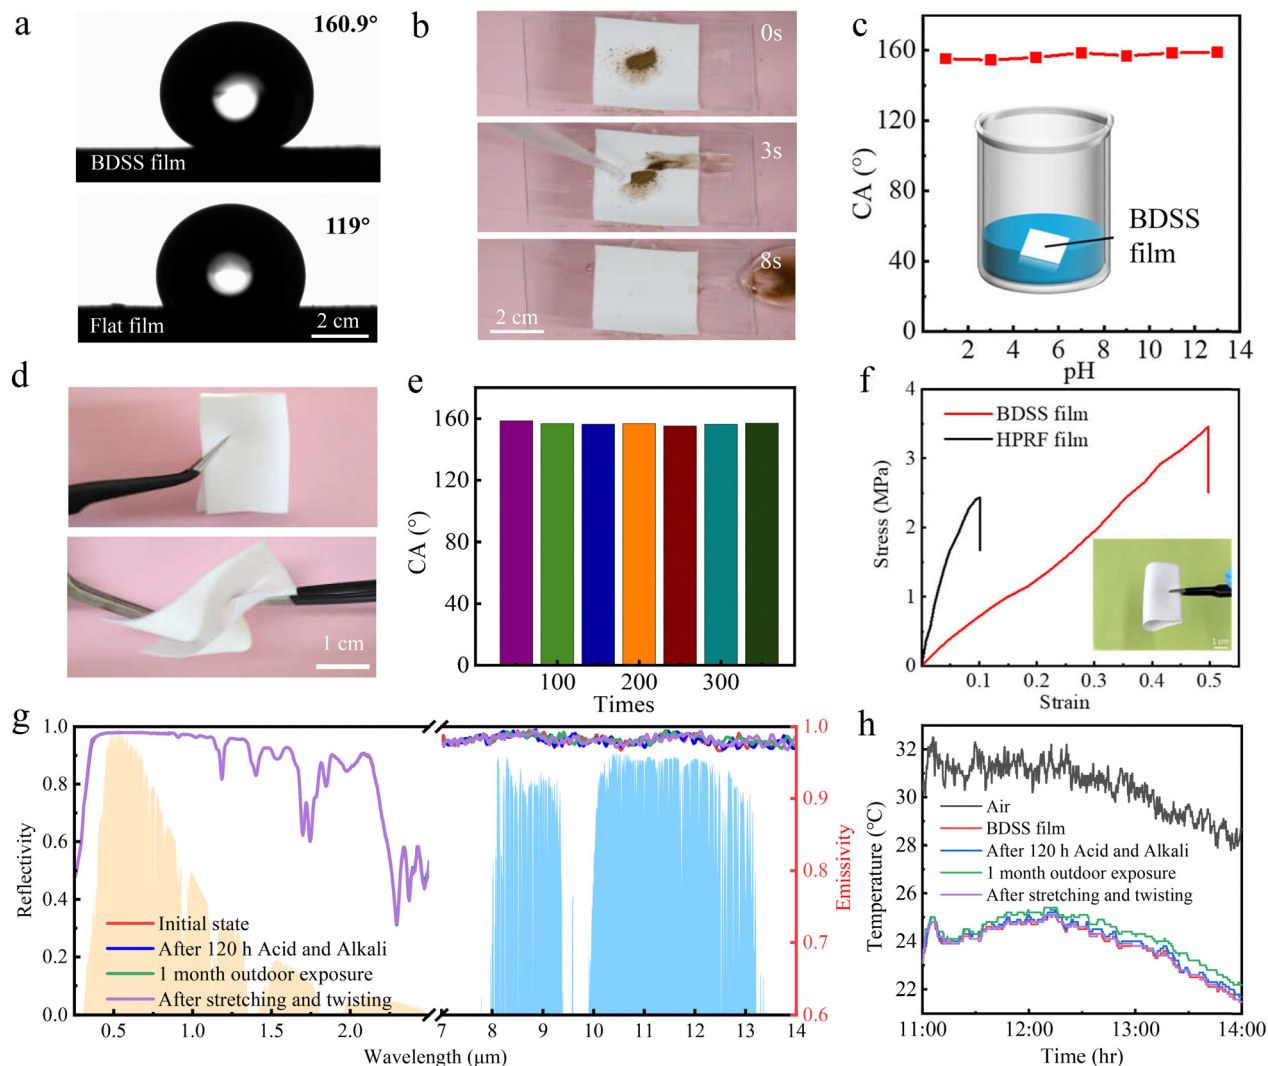 a
160.9°
BDSS film
119°
Flat film
2 cm
b
0s
3s
8s
2 cm
c
160
120
80
40
0
CA (°)
BDSS
film
2 4 6 8 10 12 14
pH
d
1 cm
e
160
120
80
40
0
CA (°)
100 200 300
Times
f
4
3
2
1
0
Stress (MPa)
BDSS film
HPRF film
1 cm
0.1 0.2 0.3 0.4 0.5
Strain
g
1.0
0.8
0.6
0.4
0.2
0.0
Reflectivity
Initial state
After 120 h Acid and Alkali
1 month outdoor exposure
After stretching and twisting
0.5 1.0 1.5 2.0 7 8 9 10 11 12 13 14
Wavelength (μm)
1.0
0.9
0.8
0.7
0.6
Emissivity
h
32
30
28
26
24
22
Temperature (°C)
Air
BDSS film
After 120 h Acid and Alkali
1 month outdoor exposure
After stretching and twisting
11:00 12:00 13:00 14:00
Time (hr)